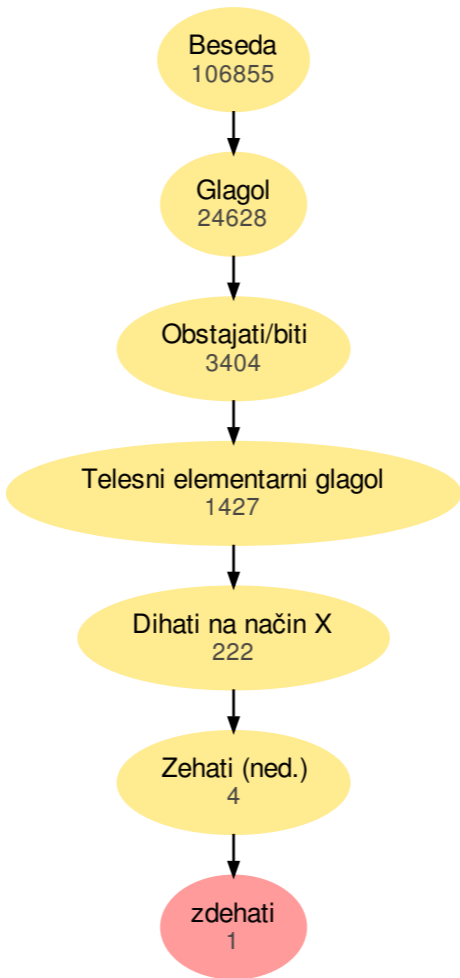 Beseda
106855
Glagol
24628
Obstajati/biti
3404
Telesni elementarni glagol
1427
Dihati na način X
222
Zehati (ned.)
4
zdehati
1